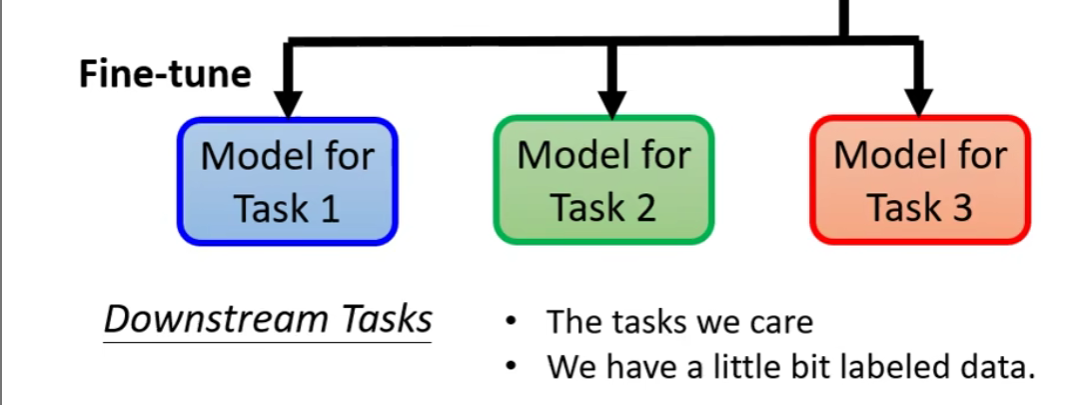 Fine-tune
Model for
Task 1
Model for
Task 2
Model for
Task 3
Downstream Tasks
• The tasks we care
• We have a little bit labeled data.